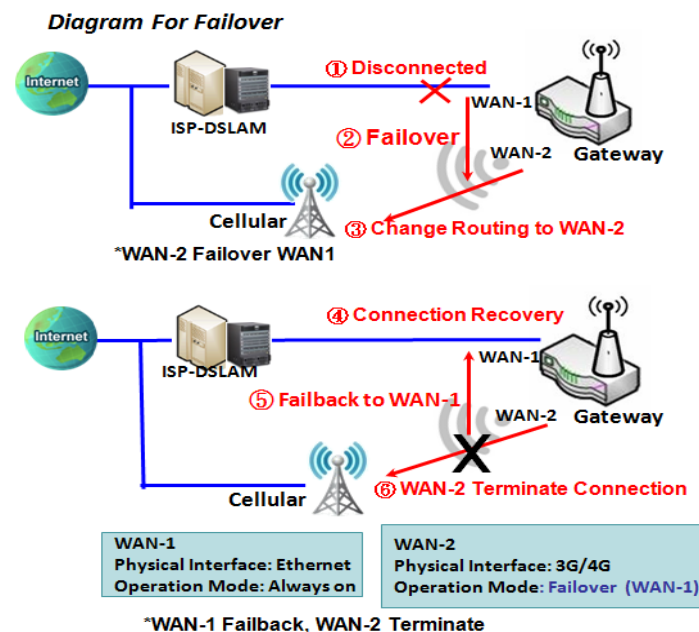 Diagram For Failover
Internet
① Disconnected
ISP-DSLAM
WAN-1
② Failover
WAN-2
Gateway
Cellular
③ Change Routing to WAN-2
*WAN-2 Failover WAN1
④ Connection Recovery
Internet
ISP-DSLAM
WAN-1
⑤ Failback to WAN-1
WAN-2
Gateway
Cellular
⑥ WAN-2 Terminate Connection
WAN-1
Physical Interface: Ethernet
Operation Mode: Always on
WAN-2
Physical Interface: 3G/4G
Operation Mode: Failover (WAN-1)
*WAN-1 Failback, WAN-2 Terminate